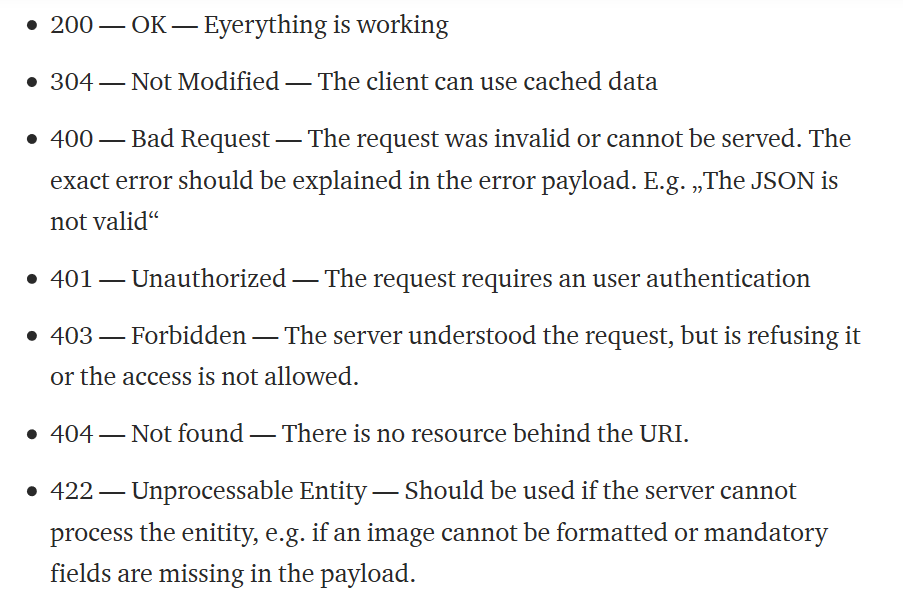 • 200 — OK — Eyerything is working
• 304 — Not Modified — The client can use cached data
• 400 — Bad Request — The request was invalid or cannot be served. The
exact error should be explained in the error payload. E.g. „The JSON is
not valid“
• 401 — Unauthorized — The request requires an user authentication
• 403 — Forbidden — The server understood the request, but is refusing it
or the access is not allowed.
• 404 — Not found — There is no resource behind the URI.
• 422 — Unprocessable Entity — Should be used if the server cannot
process the enitity, e.g. if an image cannot be formatted or mandatory
fields are missing in the payload.